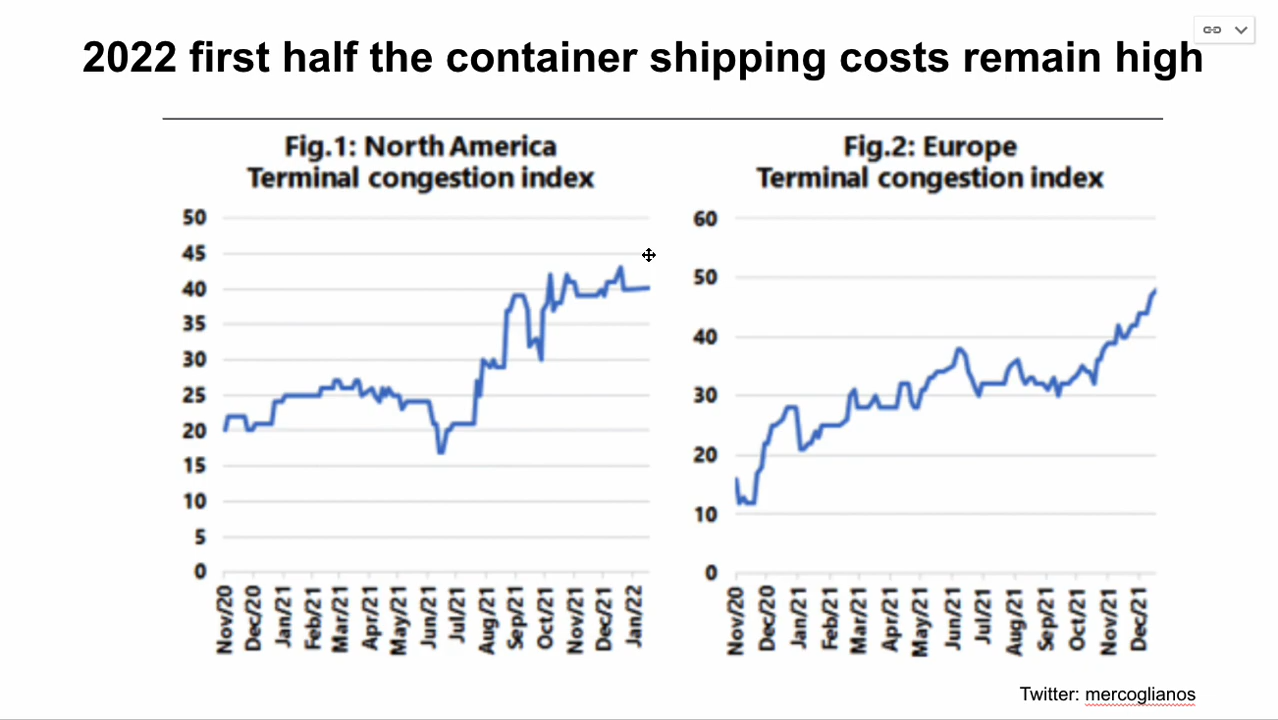 2022 first half the container shipping costs remain high
Fig.1: North America
Terminal congestion index
50
45
40
35
30
25
20
15
10
5
0
Nov/20
Dec/20
Jan/21
Feb/21
Mar/21
Apr/21
May/21
Jun/21
Jul/21
Aug/21
Sep/21
Oct/21
Nov/21
Dec/21
Jan/22
Fig.2: Europe
Terminal congestion index
60
50
40
30
20
10
0
Nov/20
Dec/20
Jan/21
Feb/21
Mar/21
Apr/21
May/21
Jun/21
Jul/21
Aug/21
Sep/21
Oct/21
Nov/21
Dec/21
Twitter: mercoglianos